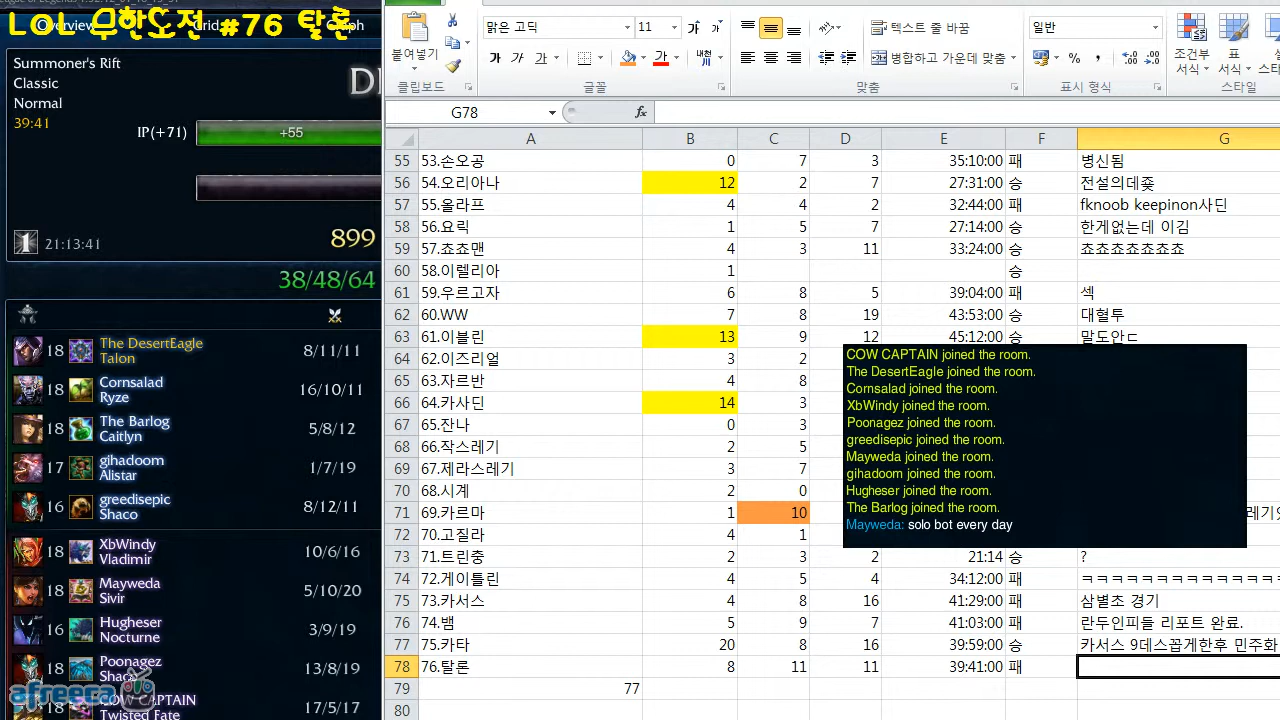 LOL 무한도전 #76 탈론
Summoner's Rift
Classic
Normal
39:41
IP(+71)
+55
21:13:41
899
38/48/64
18 The DesertEagle
Talon
8/11/11
18 Cornsalad
Ryze
16/10/11
18 The Barlog
Caitlyn
5/8/12
17 gihadoom
Alistar
1/7/19
16 greedisepic
Shaco
8/12/11
18 XbWindy
Vladimir
10/6/16
18 Mayweda
Sivir
5/10/20
16 Hugheser
Nocturne
3/9/19
18 Poonagez
13/8/19
COW CAPTAIN
Twisted Fate
17/5/17
afreeca
붙여넣기
클립보드
맑은 고딕
11
가
가
가
글꼴
텍스트 줄 바꿈
병합하고 가운데 맞춤
맞춤
일반
표시 형식
조건부
서식
표
서식
스타일
G78
fx
A B C D E F G
55 53.손오공 0 7 3 35:10:00 패 병신됨
56 54.오리아나 12 2 7 27:31:00 승 전설의데좆
57 55.올라프 4 4 2 32:44:00 패 fknoob keepinon사딘
58 56.요릭 1 5 7 27:14:00 승 한게없는데 이김
59 57.쵸쵸맨 4 3 11 33:24:00 승 쵸쵸쵸쵸쵸쵸쵸
60 58.이렐리아 1 승
61 59.우르고자 6 8 5 39:04:00 패 섹
62 60.WW 7 8 19 43:53:00 승 대혈투
63 61.이블린 13 9 12 45:12:00 승 말도안ㄷ
64 62.이즈리얼 3 2
65 63.자르반 4 8
66 64.카사딘 14 3
67 65.잔나 0 3
68 66.작스레기 2 5
69 67.제라스레기 3 7
70 68.시계 2 0
71 69.카르마 1 10
72 70.고질라 4 1
73 71.트린충 2 3 2 21:14 승 ?
74 72.게이틀린 4 5 4 34:12:00 패 ㅋㅋㅋㅋㅋㅋㅋㅋㅋㅋㅋㅋㅋ
75 73.카서스 4 8 16 41:29:00 패 삼별초 경기
76 74.뱀 5 9 7 41:03:00 패 란두인피들 리포트 완료.
77 75.카타 20 8 16 39:59:00 승 카서스 9데스꼽게한후 민주화
78 76.탈론 8 11 11 39:41:00 패
79 77
80
COW CAPTAIN joined the room.
The DesertEagle joined the room.
Cornsalad joined the room.
XbWindy joined the room.
Poonagez joined the room.
greedisepic joined the room.
Mayweda joined the room.
gihadoom joined the room.
Hugheser joined the room.
The Barlog joined the room.
Mayweda: solo bot every day